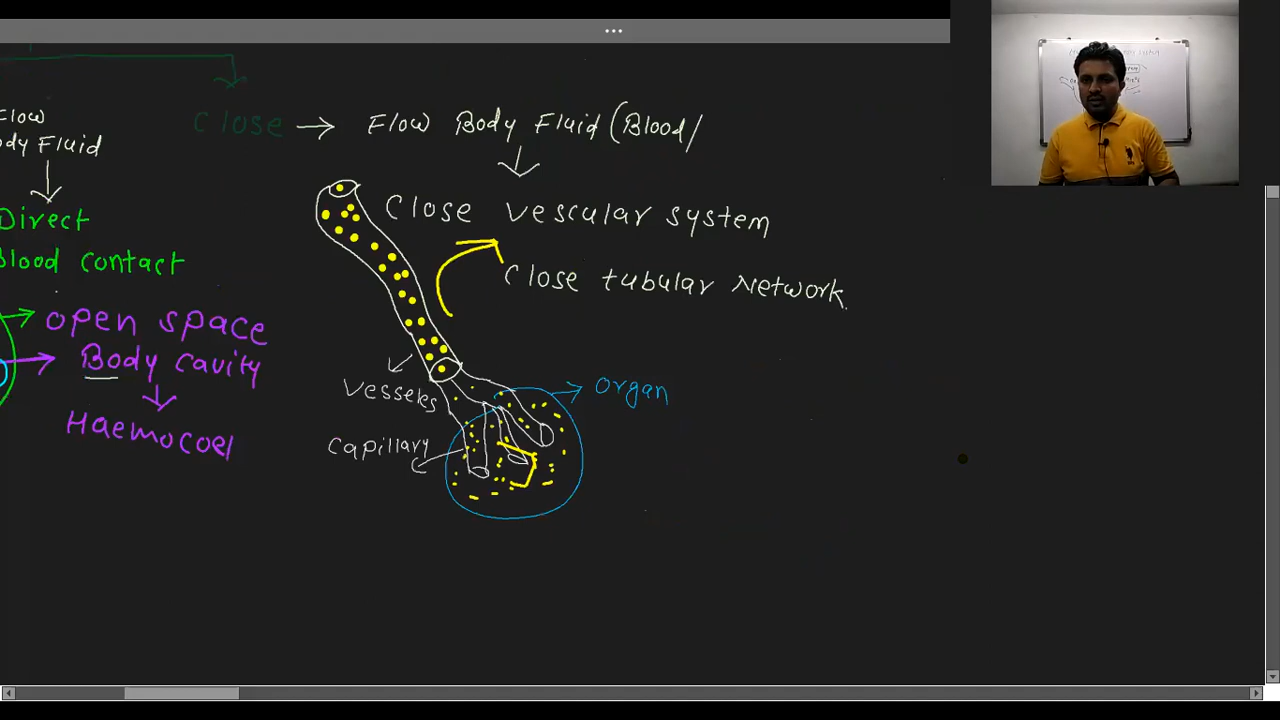 Flow
ody Fluid
Direct
Blood contact
open space
Body cavity
Haemocoel
Close → Flow Body Fluid (Blood/
Close vescular system
Close tubular Network
Vesseles
Capillary
Organ